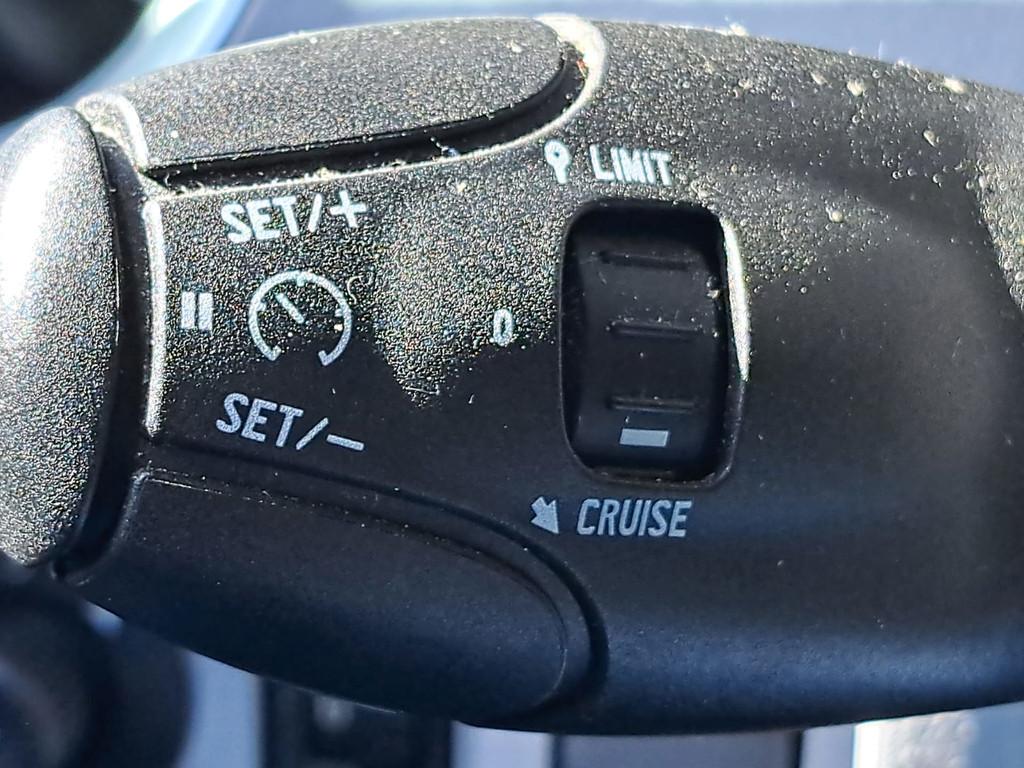 LIMIT
SET/+
0
SET/-
CRUISE